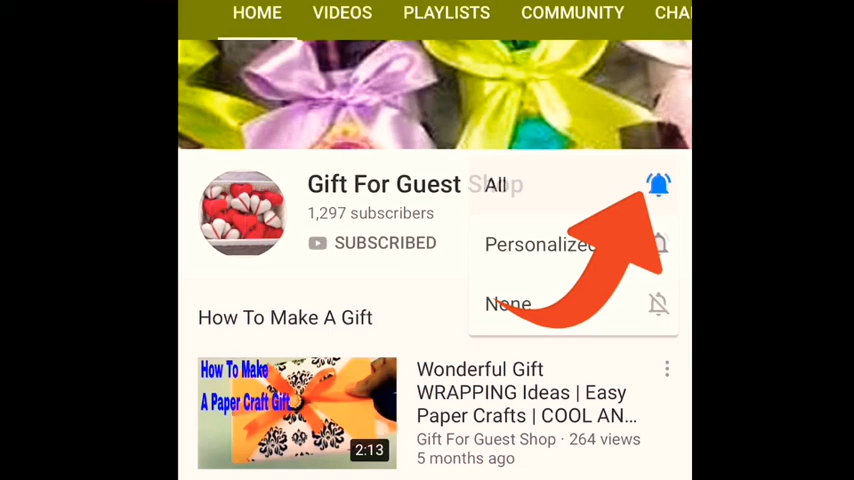 HOME VIDEOS PLAYLISTS COMMUNITY CHA
Gift For Guest Shop
1,297 subscribers
SUBSCRIBED
All
Personalized
None
How To Make A Gift
How To Make
A Paper Craft Gift
2:13
Wonderful Gift
WRAPPING Ideas | Easy
Paper Crafts | COOL AN...
Gift For Guest Shop · 264 views
5 months ago